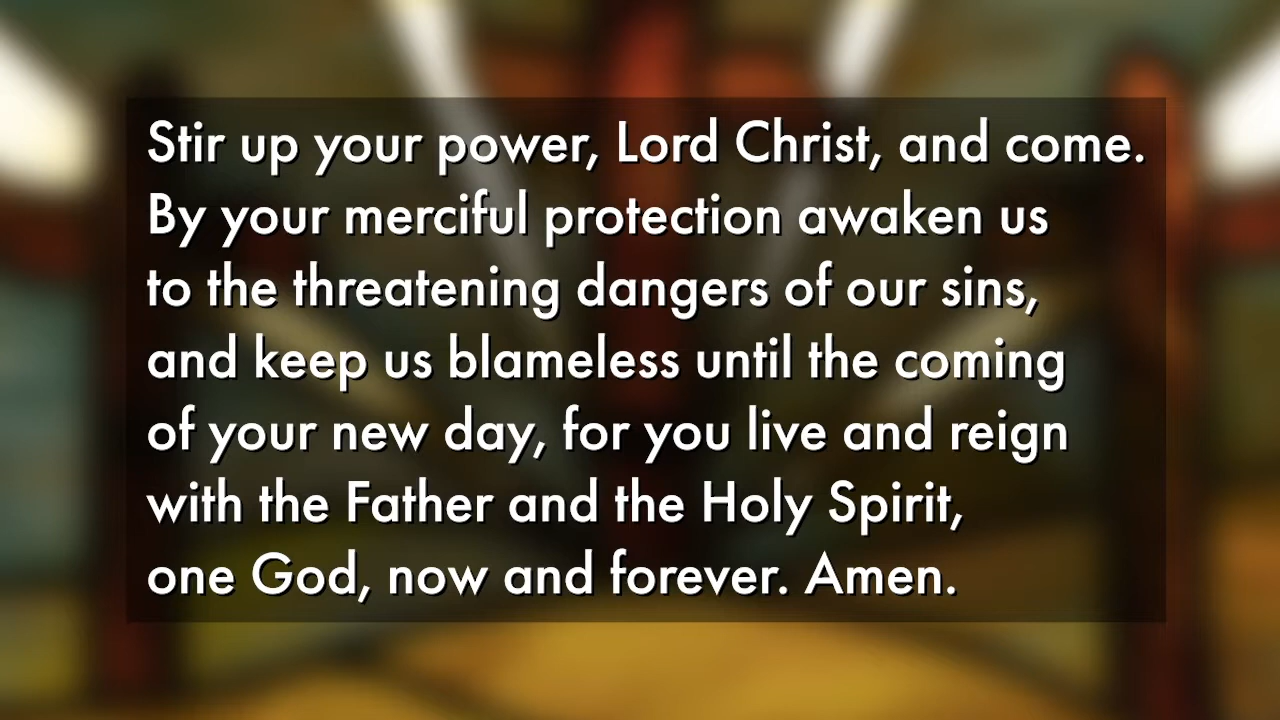 Stir up your power, Lord Christ, and come.
By your merciful protection awaken us
to the threatening dangers of our sins,
and keep us blameless until the coming
of your new day, for you live and reign
with the Father and the Holy Spirit,
one God, now and forever. Amen.